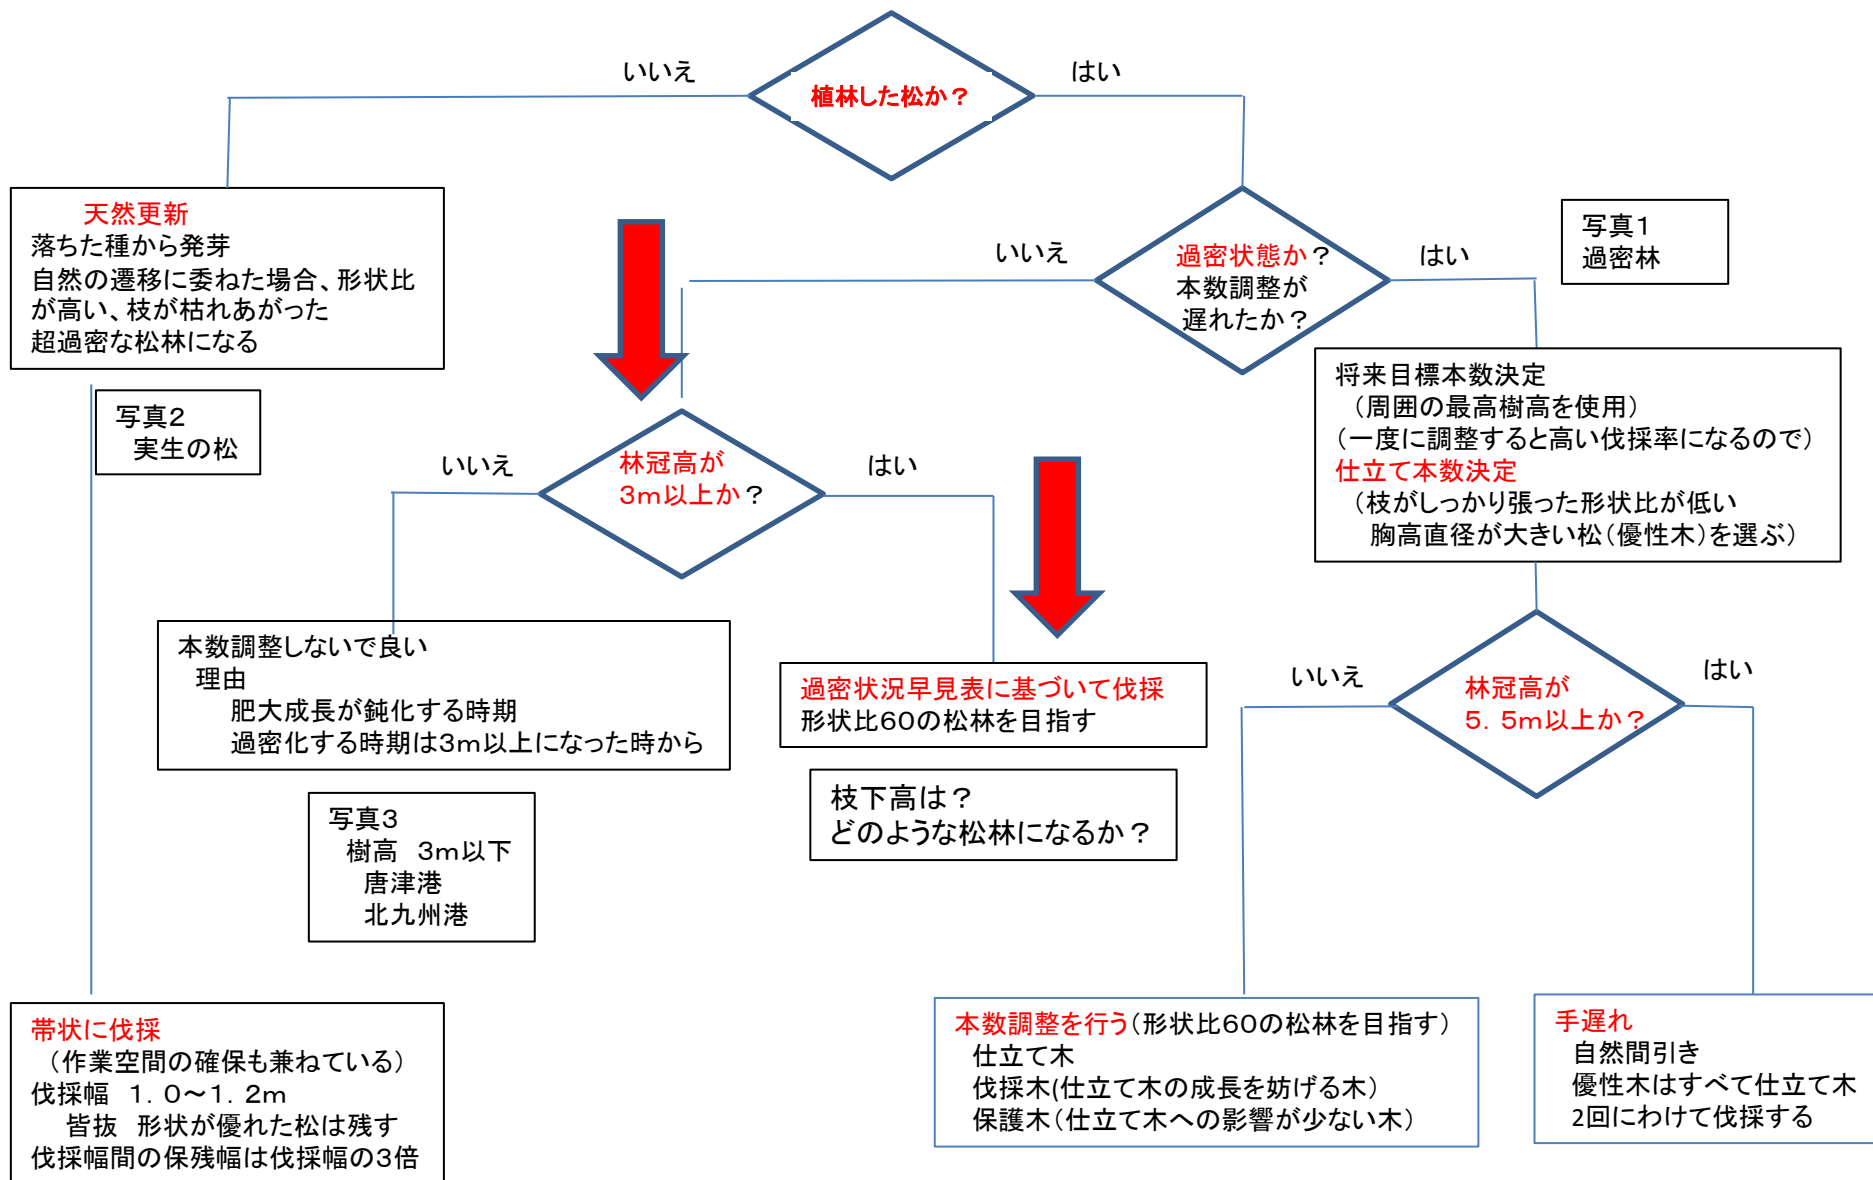 植林した松か？
いいえ
はい
天然更新
落ちた種から発芽
自然の遷移に委ねた場合、形状比
が高い、枝が枯れあがった
超過密な松林になる
写真2
実生の松
過密状態か？
本数調整が
遅れたか？
いいえ
はい
写真1
過密林
将来目標本数決定
（周囲の最高樹高を使用）
（一度に調整すると高い伐採率になるので）
仕立て本数決定
（枝がしっかり張った形状比が低い
胸高直径が大きい松（優性木）を選ぶ）
林冠高が
3ｍ以上か？
いいえ
はい
本数調整しないで良い
理由
肥大成長が鈍化する時期
過密化する時期は3ｍ以上になった時から
過密状況早見表に基づいて伐採
形状比60の松林を目指す
枝下高は？
どのような松林になるか？
写真3
樹高　3ｍ以下
唐津港
北九州港
林冠高が
5．5ｍ以上か？
いいえ
はい
帯状に伐採
（作業空間の確保も兼ねている）
伐採幅　1．0～1．2ｍ
皆抜　形状が優れた松は残す
伐採幅間の保残幅は伐採幅の3倍
本数調整を行う（形状比60の松林を目指す）
仕立て木
伐採木(仕立て木の成長を妨げる木）
保護木（仕立て木への影響が少ない木）
手遅れ
自然間引き
優性木はすべて仕立て木
2回にわけて伐採する